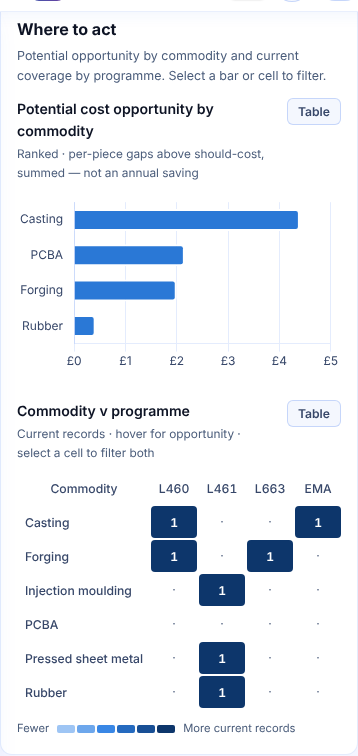 Where to act
Potential opportunity by commodity and current
coverage by programme. Select a bar or cell to filter.
Potential cost opportunity by
commodity
Table
Ranked · per-piece gaps above should-cost,
summed — not an annual saving
Casting
PCBA
Forging
Rubber
£0 £1 £2 £3 £4 £5
Commodity v programme
Table
Current records · hover for opportunity ·
select a cell to filter both
Commodity L460 L461 L663 EMA
Casting 1 · · 1
Forging 1 · 1 ·
Injection moulding · 1 · ·
PCBA · · · ·
Pressed sheet metal · 1 · ·
Rubber · 1 · ·
Fewer More current records